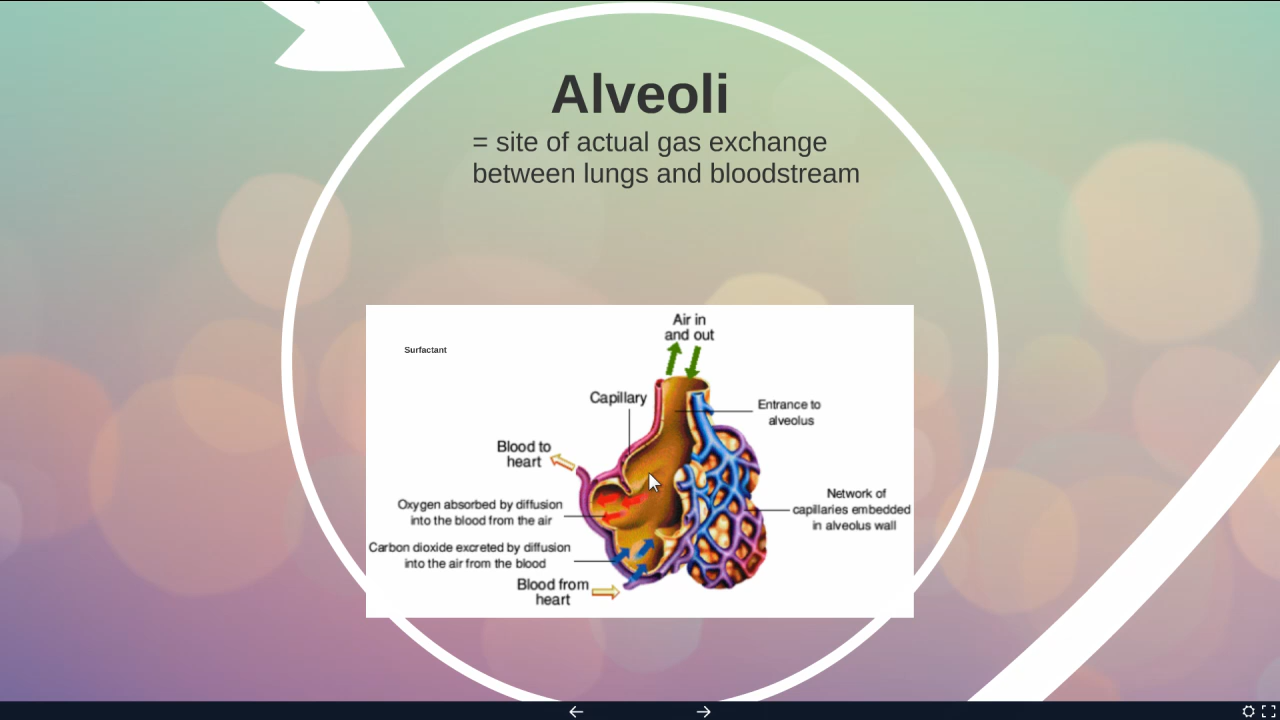 Alveoli
= site of actual gas exchange
between lungs and bloodstream
Air in
and out
Surfactant
Capillary
Entrance to
alveolus
Blood to
heart
Oxygen absorbed by diffusion
into the blood from the air
Network of
capillaries embedded
in alveolus wall
Carbon dioxide excreted by diffusion
into the air from the blood
Blood from
heart